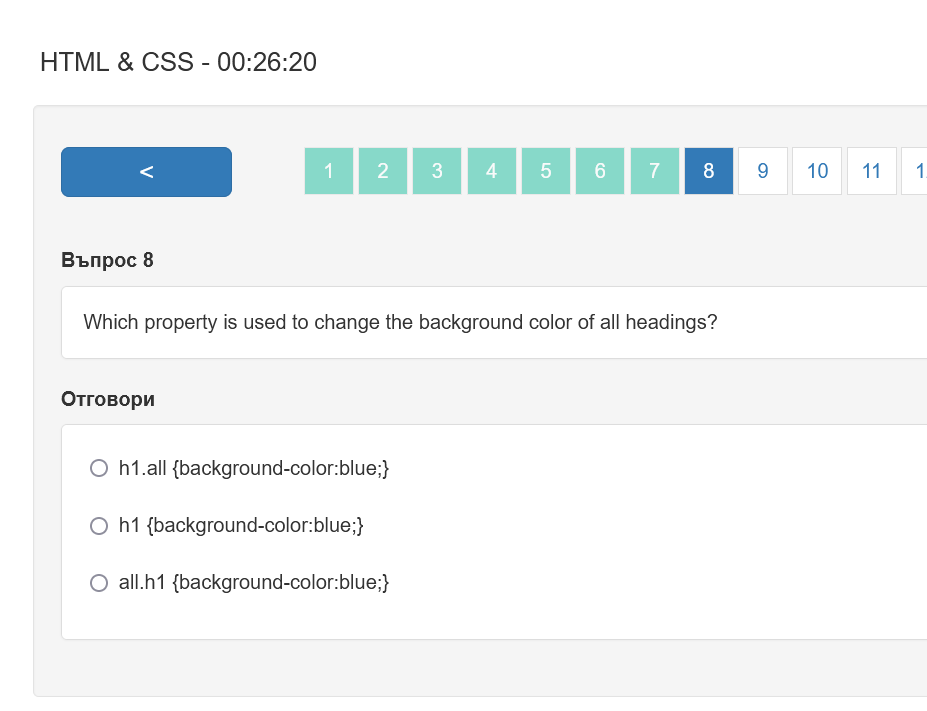 HTML & CSS - 00:26:20
< 1 2 3 4 5 6 7 8 9 10 11
Въпрос 8
Which property is used to change the background color of all headings?
Отговори
h1.all {background-color:blue;}
h1 {background-color:blue;}
all.h1 {background-color:blue;}